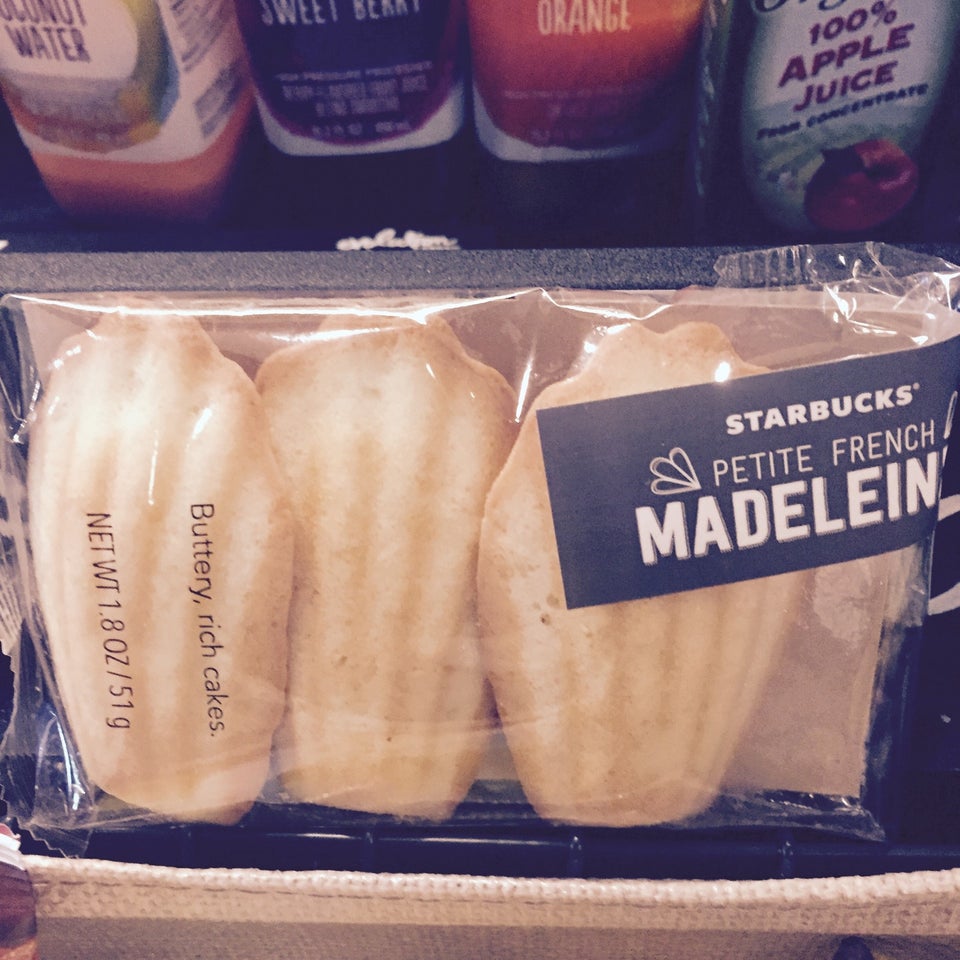 COCONUT
WATER
SWEET BERRY
ORANGE
100%
APPLE
JUICE
FROM CONCENTRATE
STARBUCKS®
PETITE FRENCH
MADELEIN
Buttery, rich cakes.
NET WT 1.8 OZ / 51 g